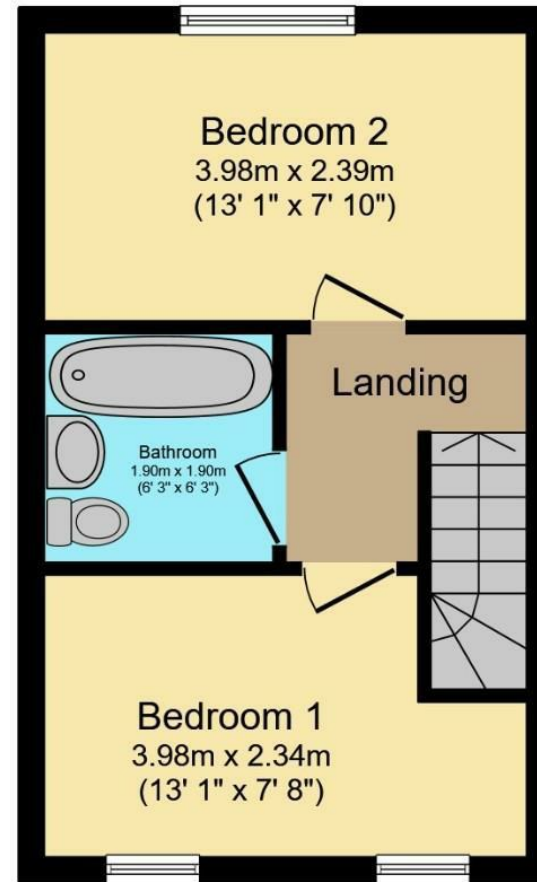 Bedroom 2
3.98m x 2.39m
(13' 1" x 7' 10")
Landing
Bathroom
1.90m x 1.90m
(6' 3" x 6' 3")
Bedroom 1
3.98m x 2.34m
(13' 1" x 7' 8")